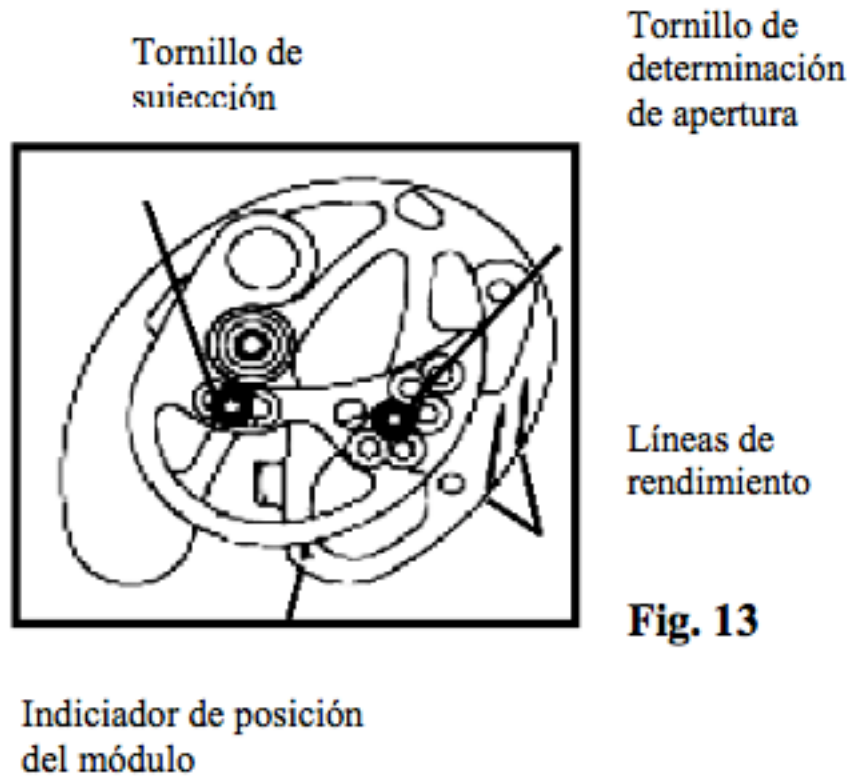 Tornillo de
sujección
Tornillo de
determinación
de apertura
Líneas de
rendimiento
Fig. 13
Indiciador de posición
del módulo